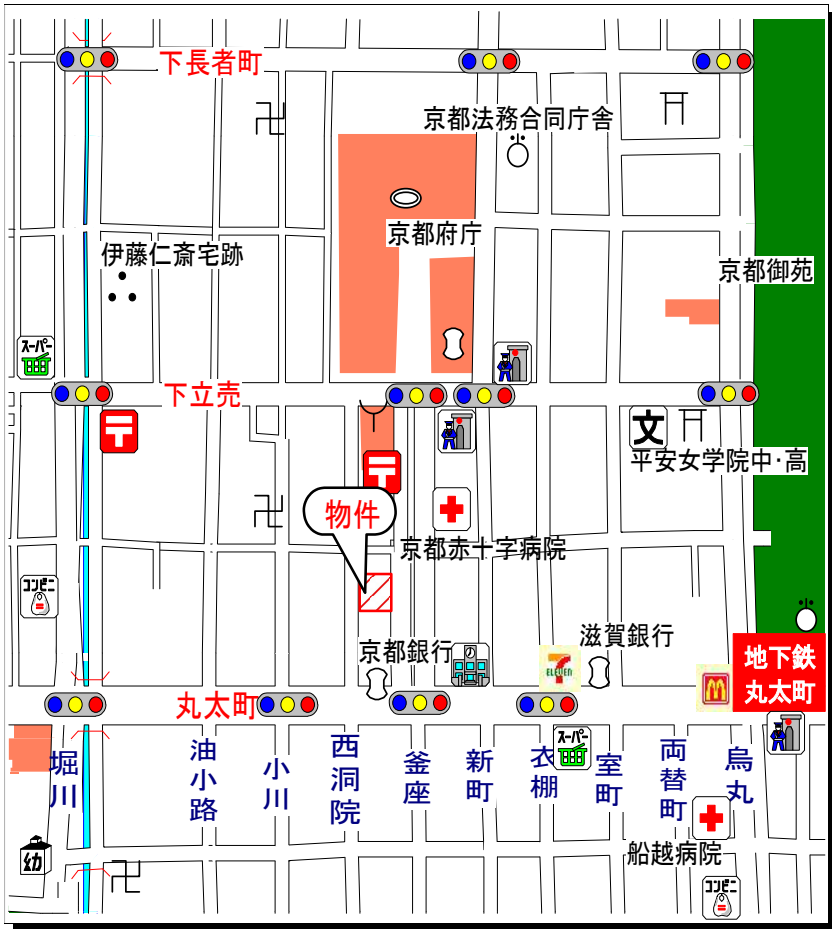 下長者町
京都法務合同庁舎
京都府庁
伊藤仁斎宅跡
京都御苑
スーパー
下立売
文
平安女学院中・高
物件
京都赤十字病院
コンビニ
滋賀銀行
京都銀行
7
ELEVEN
地下鉄
丸太町
丸太町
堀川
油小路
小川
西洞院
釜座
新町
衣棚
スーパー
室町
両替町
烏丸
幼
船越病院
コンビニ